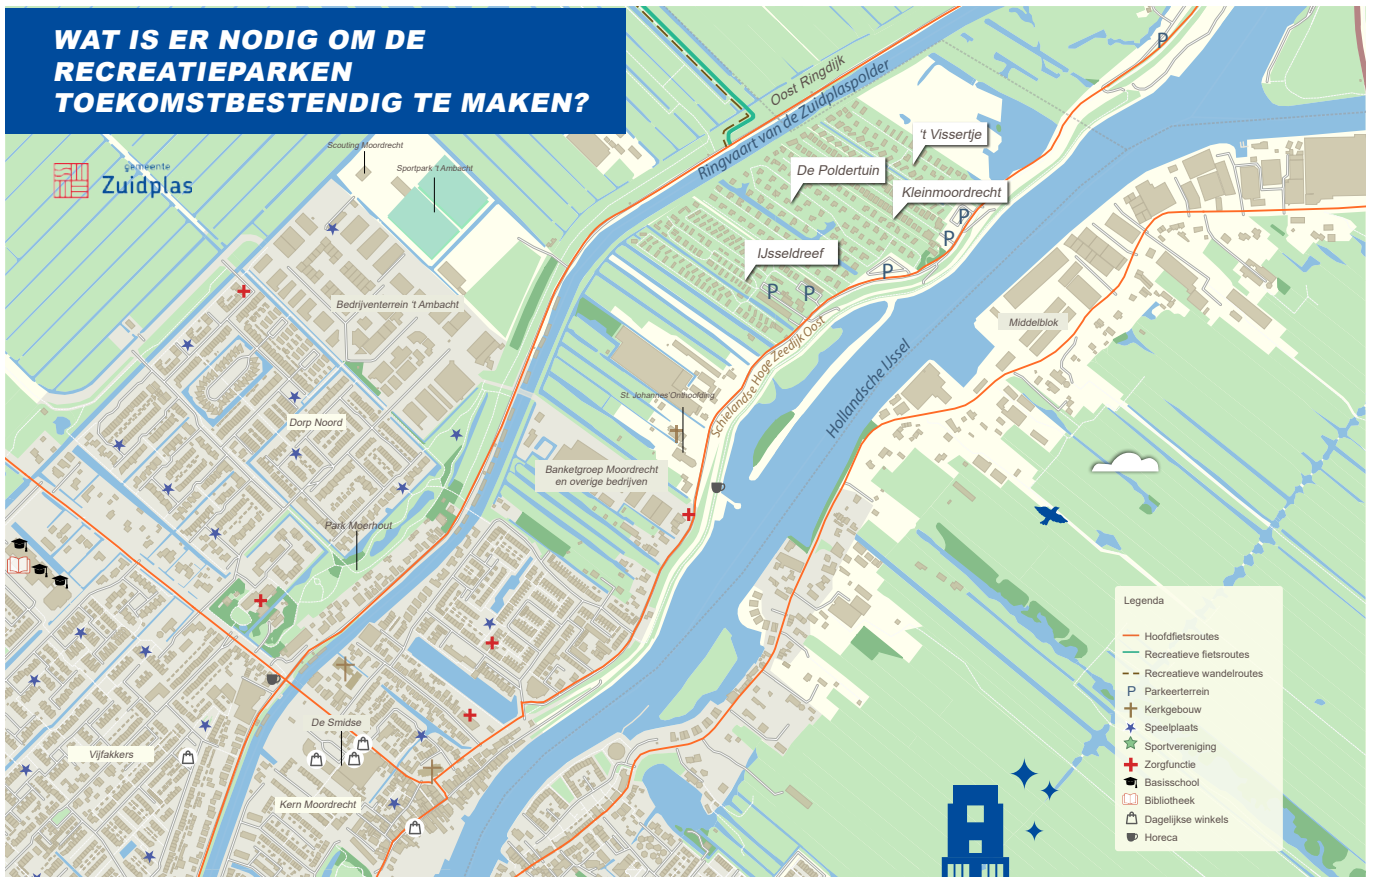 WAT IS ER NODIG OM DE
RECREATIEPARKEN
TOEKOMSTBESTENDIG TE MAKEN?
gemeente
Zuidplas
Scouting Moordrecht
Sportpark 't Ambacht
Oost Ringdijk
Ringvaart van de Zuidplaspolder
P
't Vissertje
De Poldertuin
Kleinmoordrecht
P
P
IJsseldreef
P
P
P
Bedrijventerrein 't Ambacht
Middelblok
Schielandse Hoge Zeedijk Oost
Hollandsche IJssel
St. Johannes Onthoofding
Dorp Noord
Banketgroep Moordrecht
en overige bedrijven
Park Moerhout
De Smidse
Vijfakkers
Kern Moordrecht
Legenda
Hoofdfietsroutes
Recreatieve fietsroutes
Recreatieve wandelroutes
P Parkeerterrein
Kerkgebouw
Speelplaats
Sportvereniging
Zorgfunctie
Basisschool
Bibliotheek
Dagelijkse winkels
Horeca